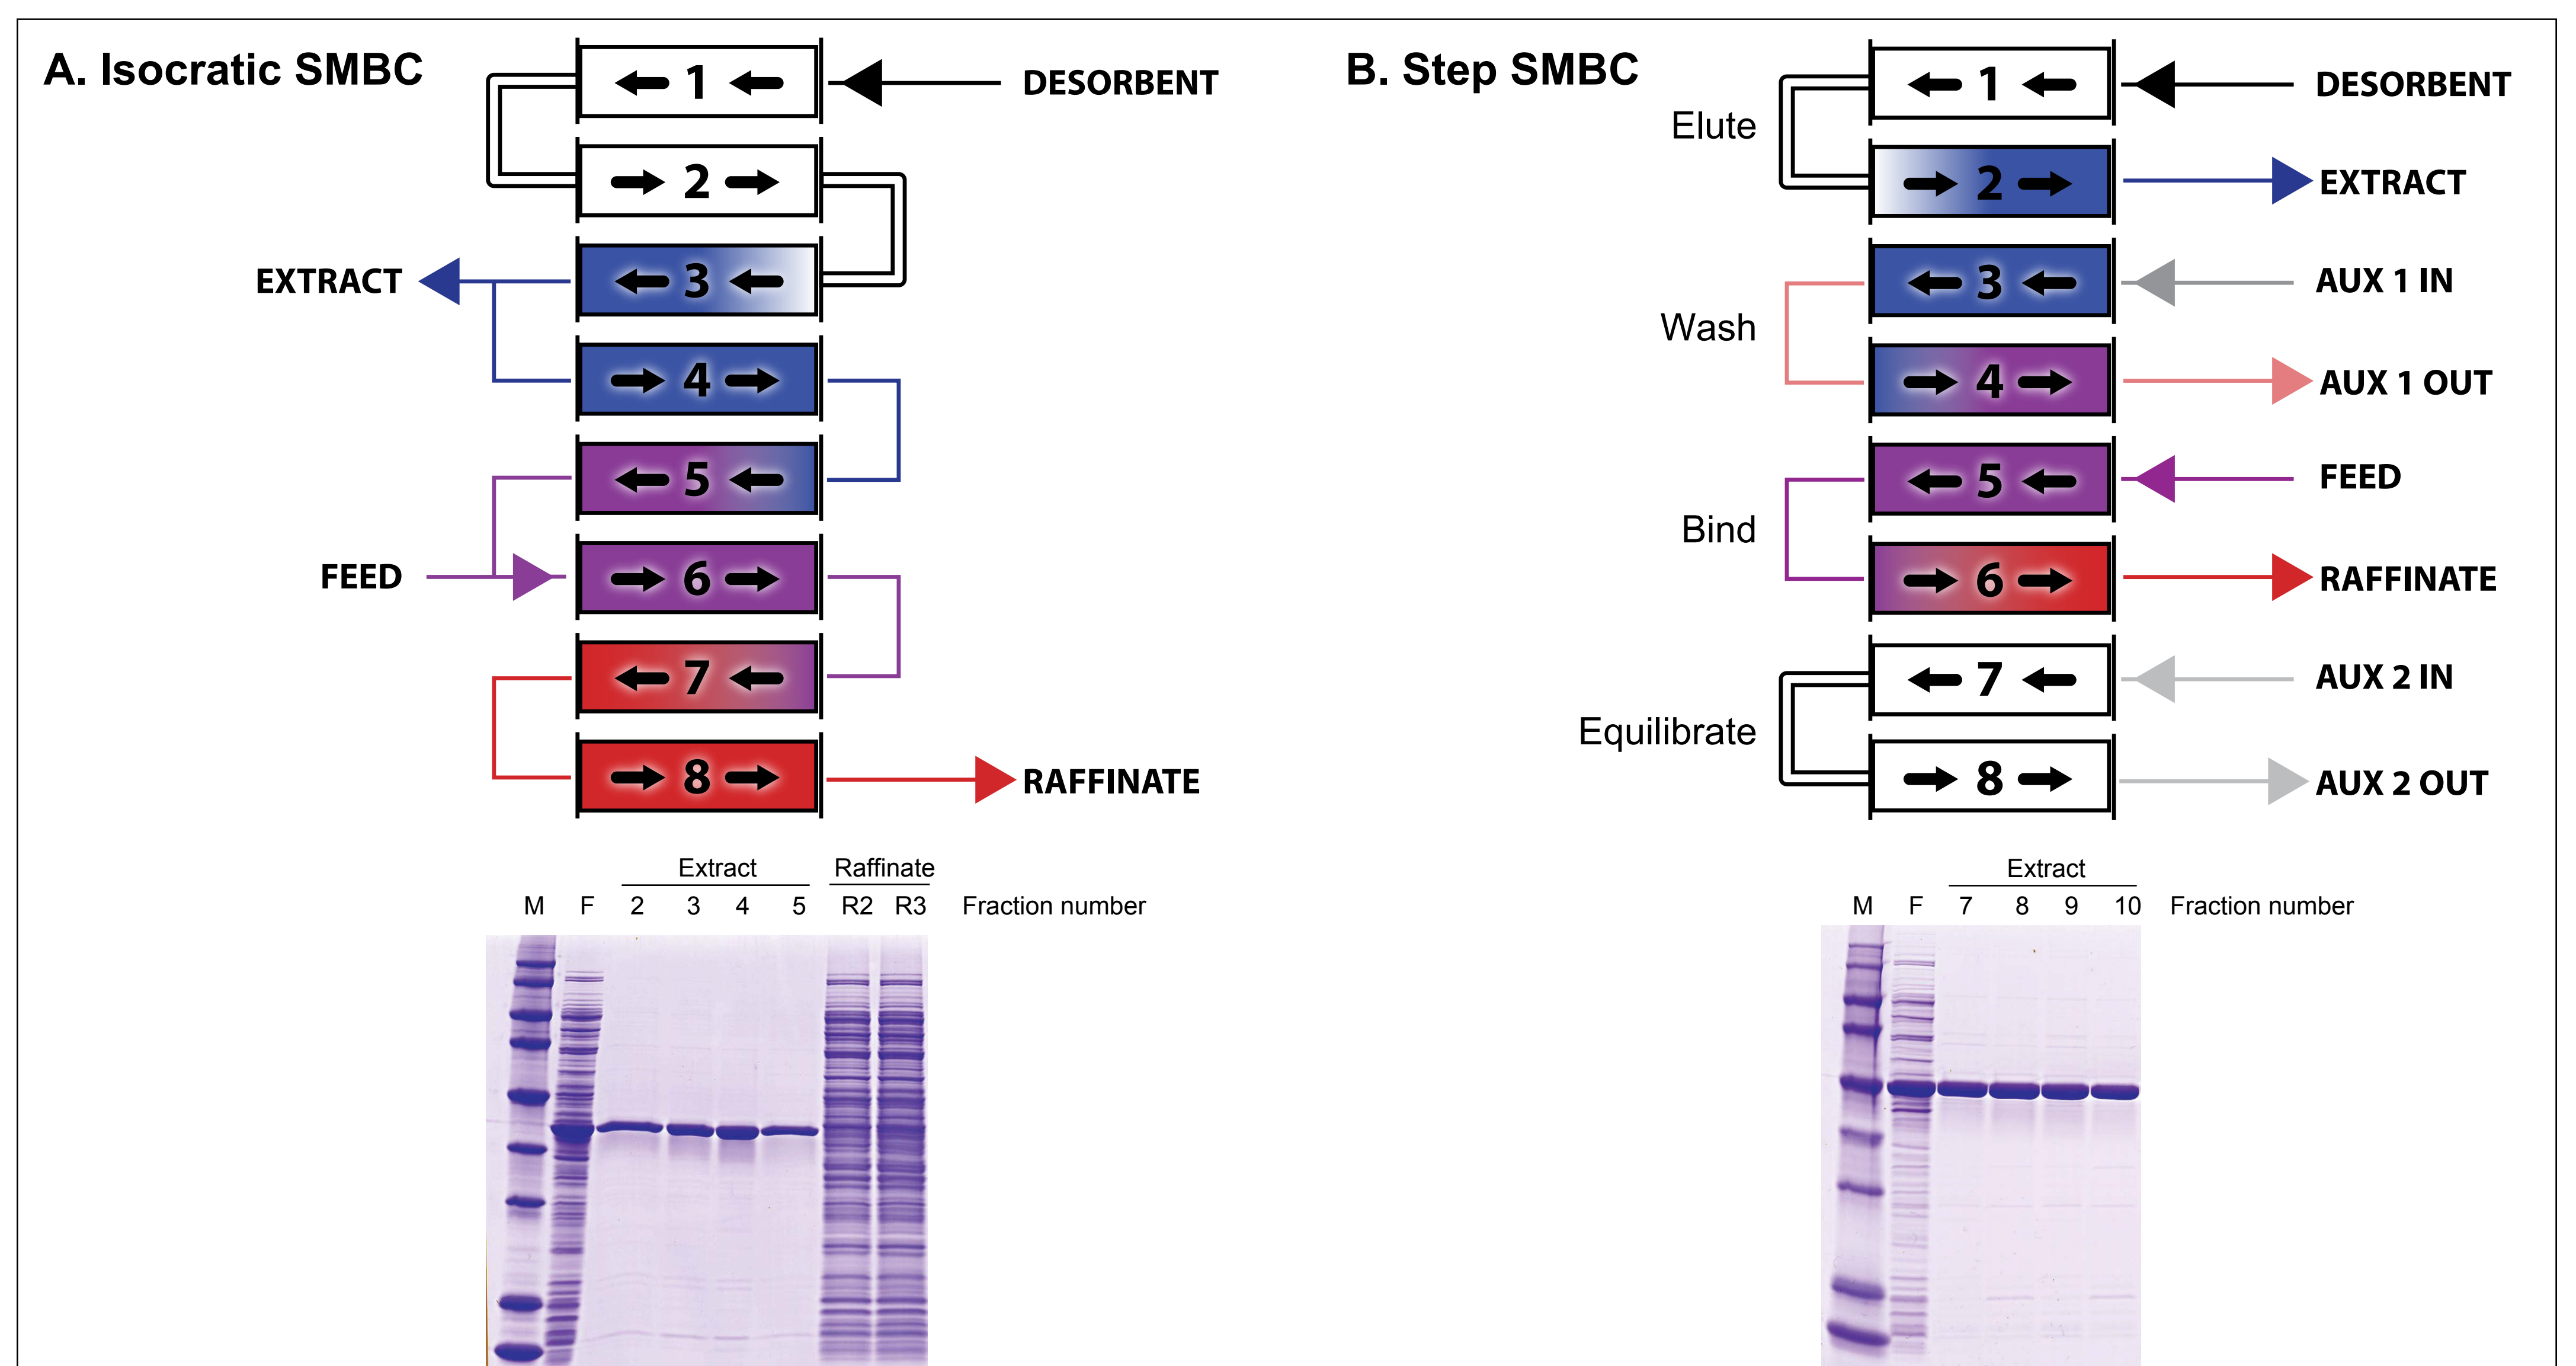 A. Isocratic SMBC
1
DESORBENT
2
EXTRACT
3
4
5
FEED
6
7
8
RAFFINATE
Extract
Raffinate
M F 2 3 4 5 R2 R3 Fraction number
B. Step SMBC
1
DESORBENT
Elute
2
EXTRACT
3
AUX 1 IN
Wash
4
AUX 1 OUT
5
FEED
Bind
6
RAFFINATE
7
AUX 2 IN
Equilibrate
8
AUX 2 OUT
Extract
M F 7 8 9 10 Fraction number